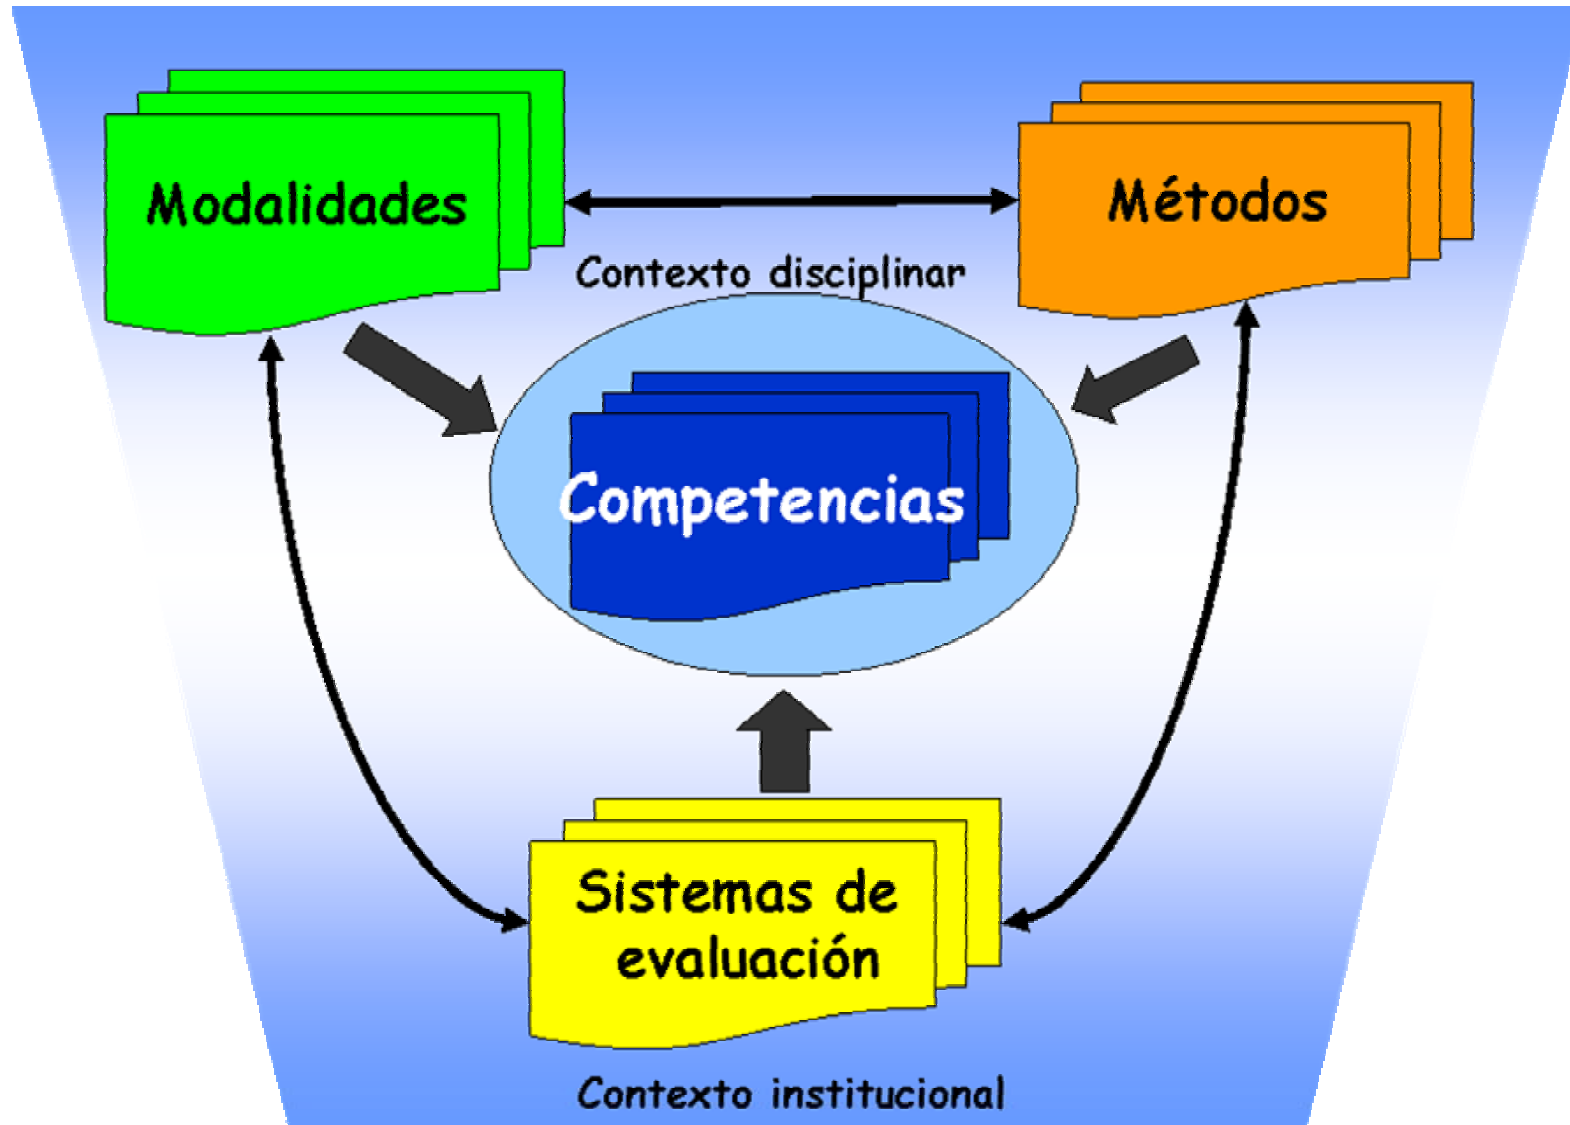 Modalidades
Métodos
Contexto disciplinar
Competencias
Sistemas de
evaluación
Contexto institucional